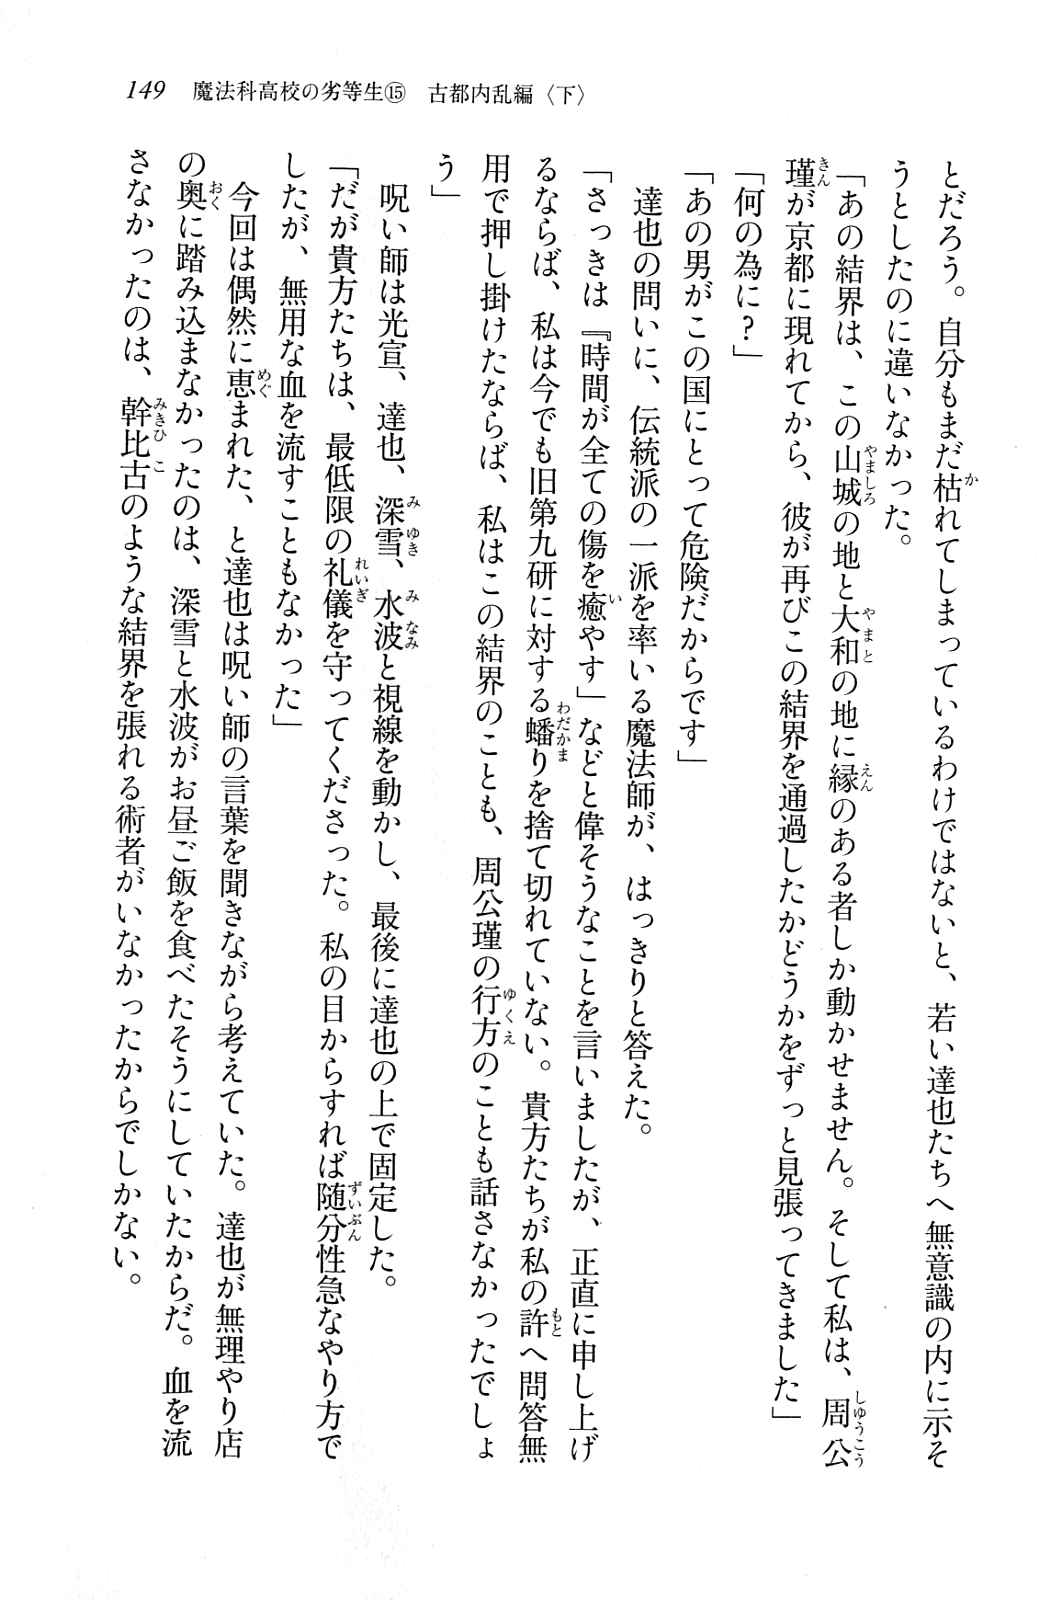 149 魔法科高校の劣等生⑮ 古都内乱編〈下〉
とだろう。自分もまだ枯れてしまっているわけではないと、若い達也たちへ無意識の内に示そ
うとしたのに違いなかった。
「あの結界は、この山城の地と大和の地に縁のある者しか動かせません。そして私は、周公
瑾が京都に現れてから、彼が再びこの結界を通過したかどうかをずっと見張ってきました」
「何の為に？」
「あの男がこの国にとって危険だからです」
達也の問いに、伝統派の一派を率いる魔法師が、はっきりと答えた。
「さっきは『時間が全ての傷を癒やす」などと偉そうなことを言いましたが、正直に申し上げ
るならば、私は今でも旧第九研に対する蟠りを捨て切れていない。貴方たちが私の許へ問答無
用で押し掛けたならば、私はこの結界のことも、周公瑾の行方のことも話さなかったでしょ
う」
呪い師は光宣、達也、深雪、水波と視線を動かし、最後に達也の上で固定した。
「だが貴方たちは、最低限の礼儀を守ってくださった。私の目からすれば随分性急なやり方で
したが、無用な血を流すこともなかった」
今回は偶然に恵まれた、と達也は呪い師の言葉を聞きながら考えていた。達也が無理やり店
の奥に踏み込まなかったのは、深雪と水波がお昼ご飯を食べたそうにしていたからだ。血を流
さなかったのは、幹比古のような結界を張れる術者がいなかったからでしかない。